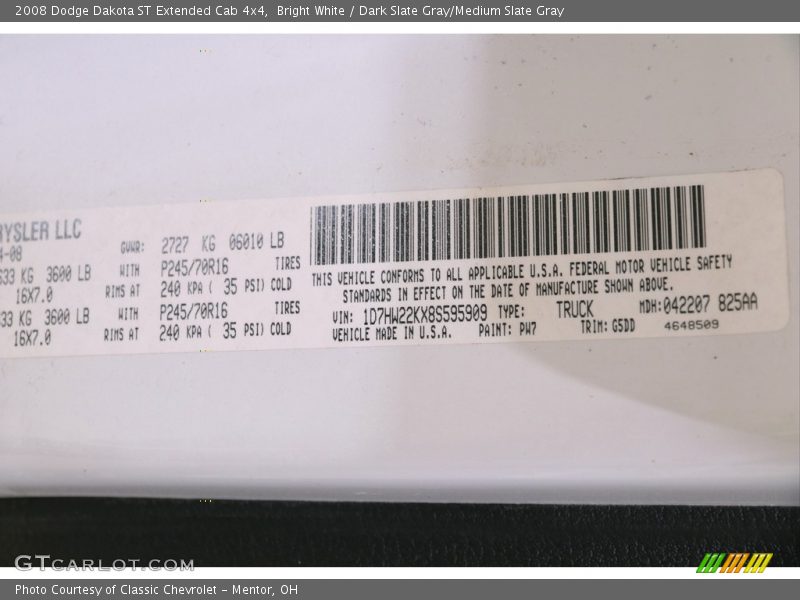 2008 Dodge Dakota ST Extended Cab 4x4, Bright White / Dark Slate Gray/Medium Slate Gray
RYSLER LLC
4-08
GVWR: 2727 KG 06010 LB
633 KG 3600 LB WITH P245/70R16 TIRES
16X7.0 RIMS AT 240 KPA ( 35 PSI) COLD
33 KG 3600 LB WITH P245/70R16 TIRES
16X7.0 RIMS AT 240 KPA ( 35 PSI) COLD
THIS VEHICLE CONFORMS TO ALL APPLICABLE U.S.A. FEDERAL MOTOR VEHICLE SAFETY
STANDARDS IN EFFECT ON THE DATE OF MANUFACTURE SHOWN ABOVE.
VIN: 1D7HW22KX8S595909 TYPE: TRUCK MDH:042207 825AA
VEHICLE MADE IN U.S.A. PAINT: PW7 TRIM: G5DD 4648509
GTCARLOT.COM
Photo Courtesy of Classic Chevrolet - Mentor, OH